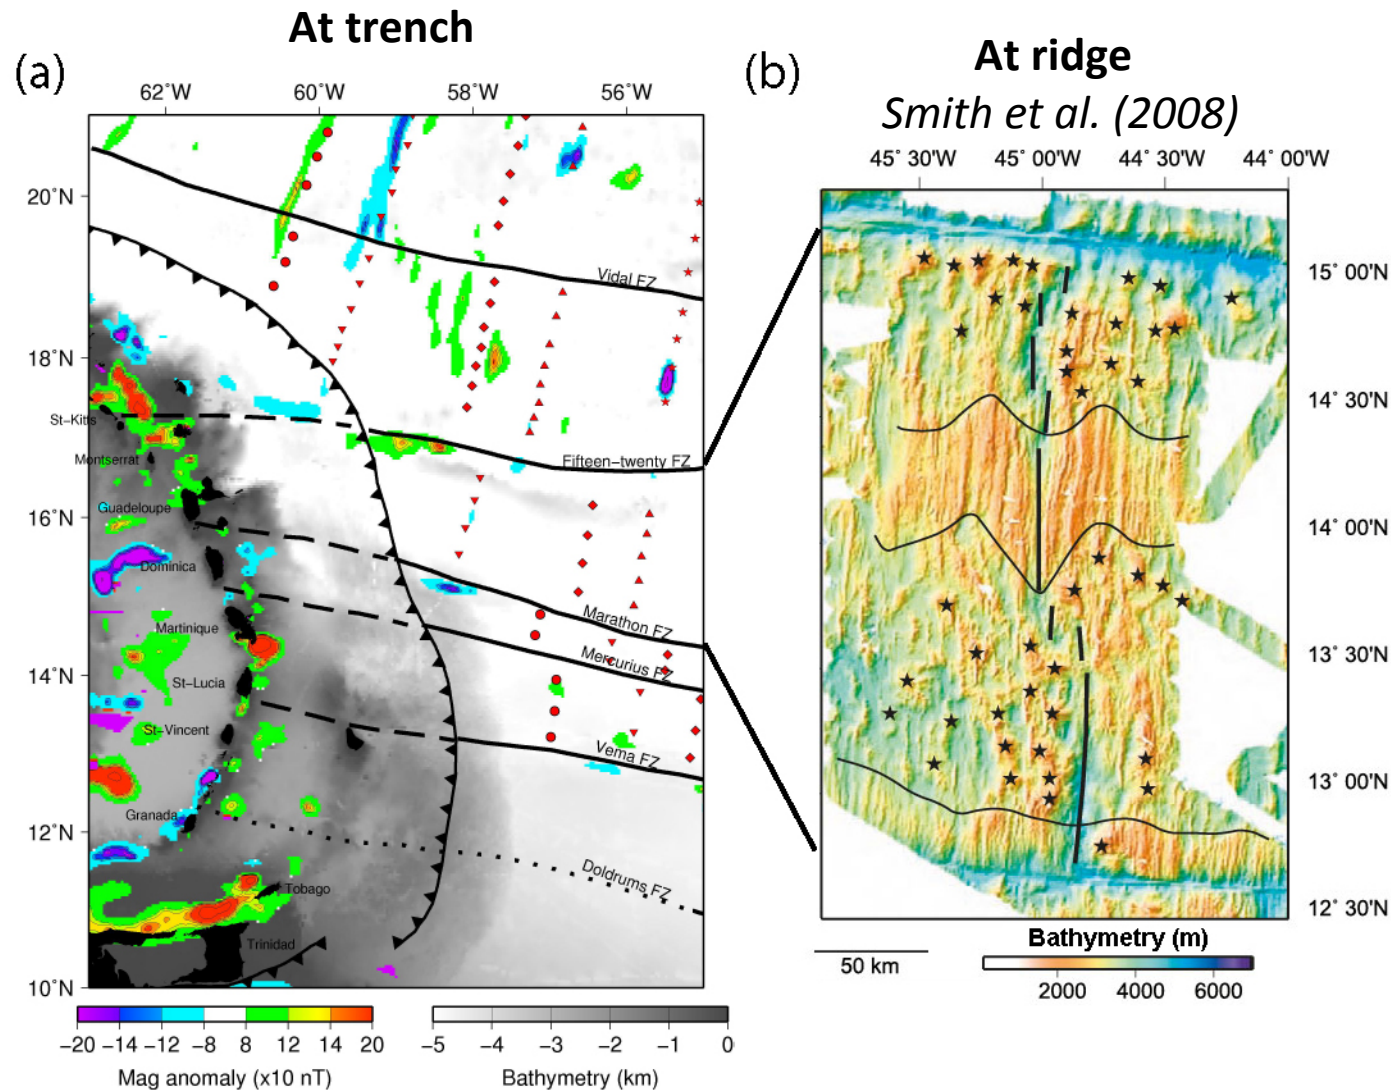 At trench
At ridge
(a)
(b)
Smith et al. (2008)
62˚W
60˚W
58˚W
56˚W
45˚ 30'W
45˚ 00'W
44˚ 30'W
44˚ 00'W
20˚N
18˚N
16˚N
14˚N
12˚N
10˚N
Vidal FZ
Fifteen-twenty FZ
Marathon FZ
Mercurius FZ
Vema FZ
Doldrums FZ
St-Kitts
Montserrat
Guadeloupe
Dominica
Martinique
St-Lucia
St-Vincent
Granada
Tobago
Trinidad
15˚ 00'N
14˚ 30'N
14˚ 00'N
13˚ 30'N
13˚ 00'N
12˚ 30'N
50 km
Bathymetry (m)
2000 4000 6000
-20 -14 -12 -8 8 12 14 16 20
Mag anomaly (x10 nT)
-5 -4 -3 -2 -1 0
Bathymetry (km)